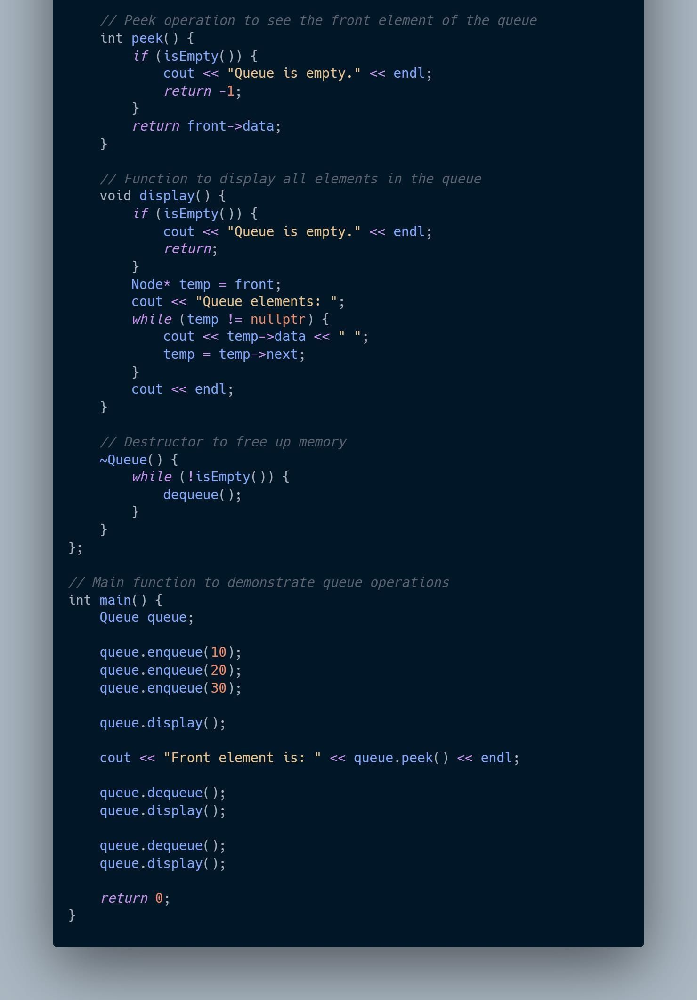 // Peek operation to see the front element of the queue
int peek() {
if (isEmpty()) {
cout << "Queue is empty." << endl;
return -1;
}
return front->data;
}
// Function to display all elements in the queue
void display() {
if (isEmpty()) {
cout << "Queue is empty." << endl;
return;
}
Node* temp = front;
cout << "Queue elements: ";
while (temp != nullptr) {
cout << temp->data << " ";
temp = temp->next;
}
cout << endl;
}
// Destructor to free up memory
~Queue() {
while (!isEmpty()) {
dequeue();
}
}
};
// Main function to demonstrate queue operations
int main() {
Queue queue;
queue.enqueue(10);
queue.enqueue(20);
queue.enqueue(30);
queue.display();
cout << "Front element is: " << queue.peek() << endl;
queue.dequeue();
queue.display();
queue.dequeue();
queue.display();
return 0;
}